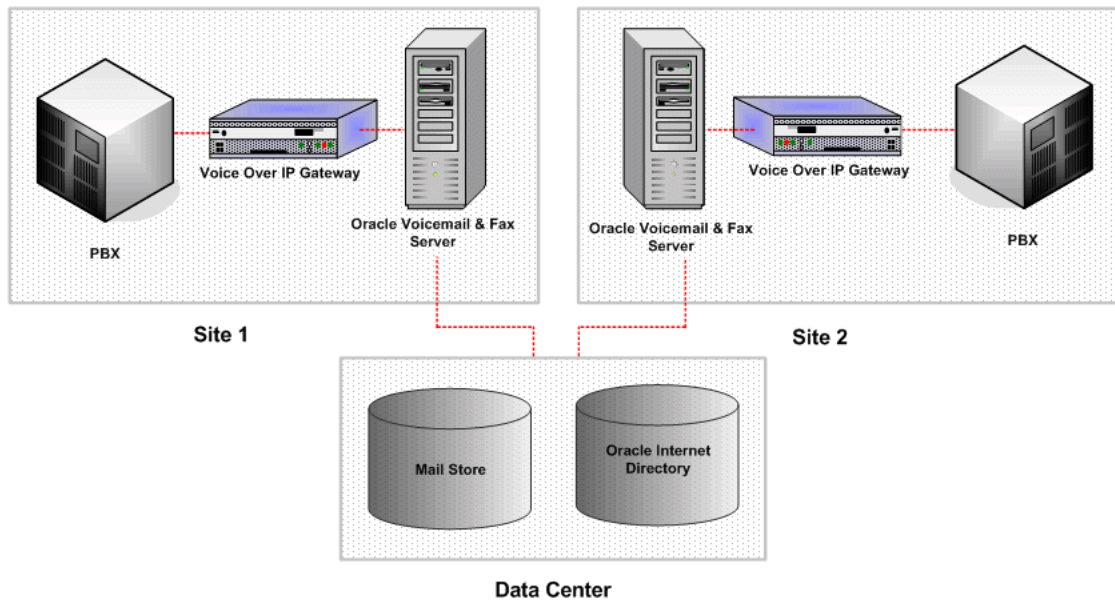 Voice Over IP Gateway
Oracle Voicemail & Fax
Server
PBX
Site 1
Voice Over IP Gateway
Oracle Voicemail & Fax
Server
PBX
Site 2
Mail Store
Oracle Internet
Directory
Data Center